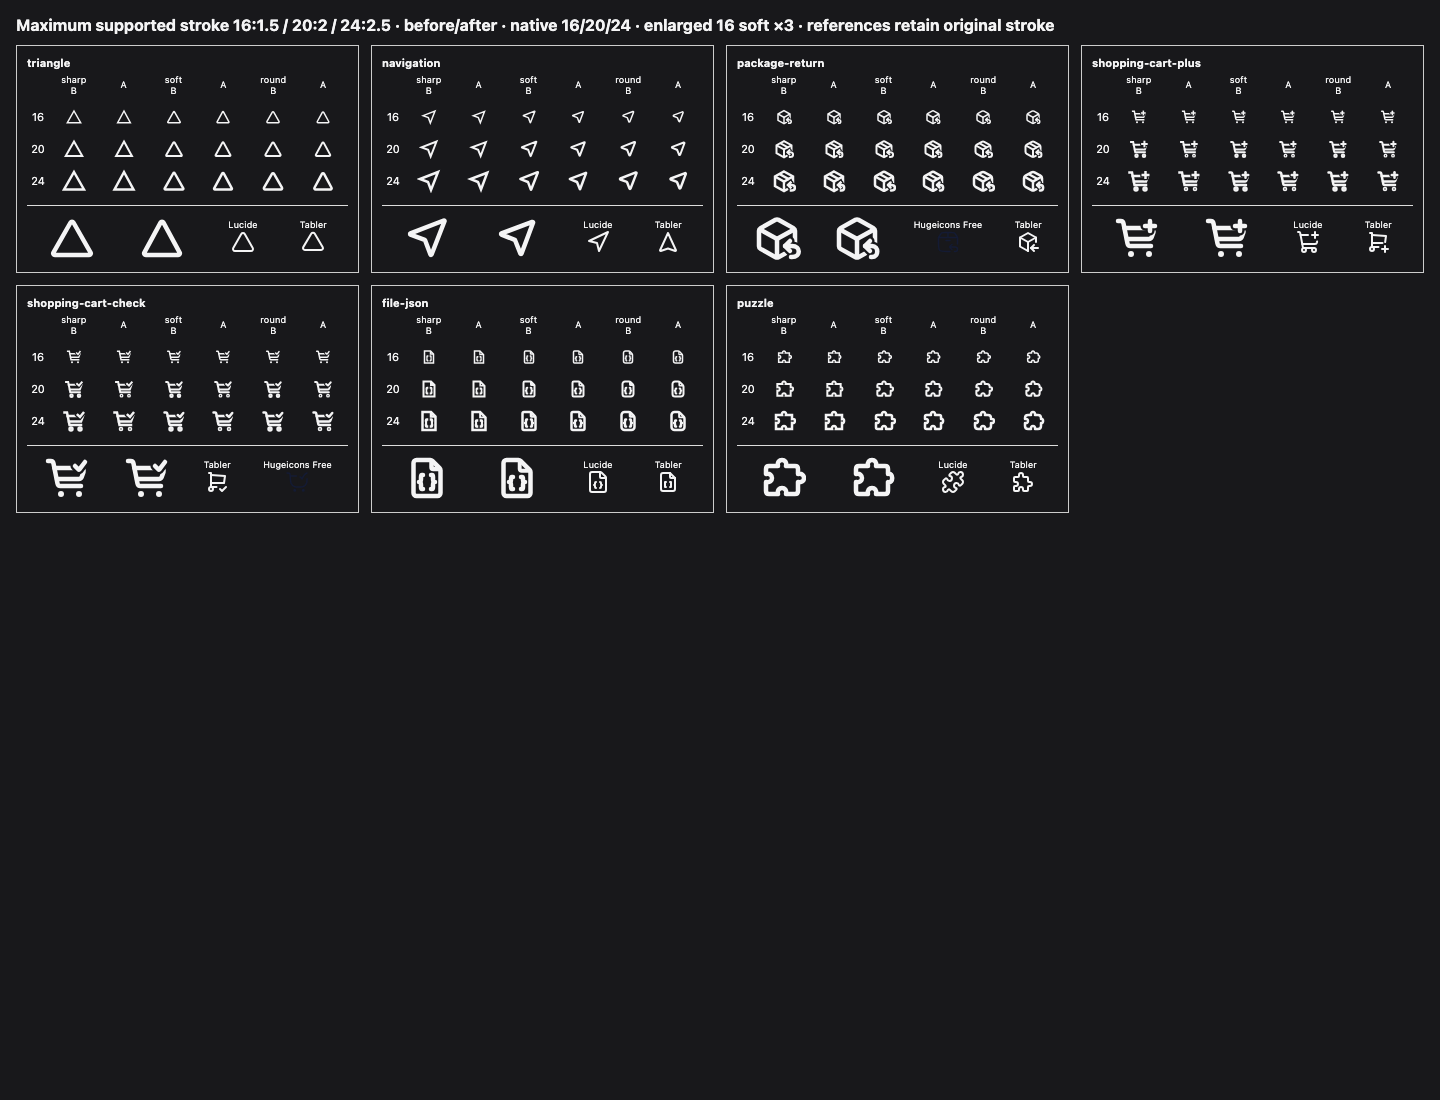 Maximum supported stroke 16:1.5 / 20:2 / 24:2.5 · before/after · native 16/20/24 · enlarged 16 soft ×3 · references retain original stroke
triangle
sharp B A soft B A round B A
16
20
24
Lucide Tabler
navigation
sharp B A soft B A round B A
16
20
24
Lucide Tabler
package-return
sharp B A soft B A round B A
16
20
24
Hugeicons Free Tabler
shopping-cart-plus
sharp B A soft B A round B A
16
20
24
Lucide Tabler
shopping-cart-check
sharp B A soft B A round B A
16
20
24
Tabler Hugeicons Free
file-json
sharp B A soft B A round B A
16
20
24
Lucide Tabler
puzzle
sharp B A soft B A round B A
16
20
24
Lucide Tabler